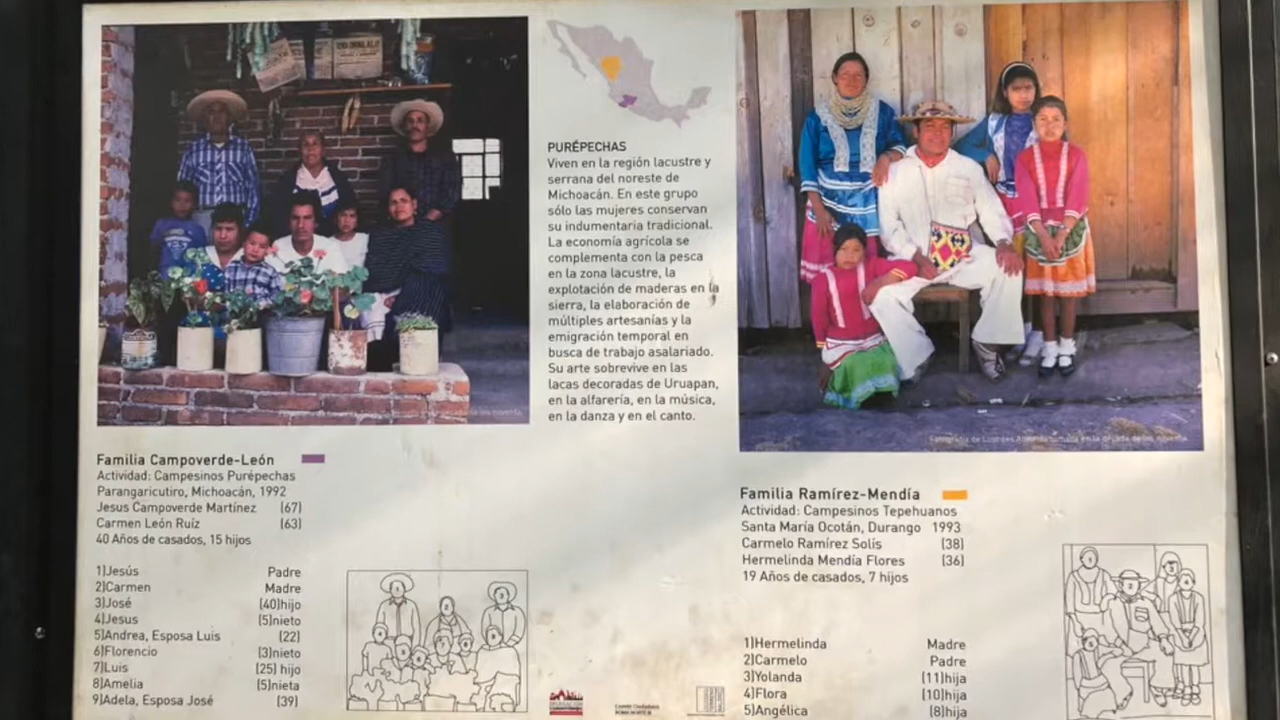 PURÉPECHAS
Viven en la región lacustre y
serrana del noreste de
Michoacán. En este grupo
sólo las mujeres conservan
su indumentaria tradicional.
La economía agrícola se
complementa con la pesca
en la zona lacustre, la
explotación de maderas en la
sierra, la elaboración de
múltiples artesanías y la
emigración temporal en
busca de trabajo asalariado.
Su arte sobrevive en las
lacas decoradas de Uruapan,
en la alfarería, en la música,
en la danza y en el canto.
Familia Campoverde-León
Actividad: Campesinos Purépechas
Parangaricutiro, Michoacán, 1992
Jesus Campoverde Martínez (67)
Carmen León Ruíz (63)
40 Años de casados, 15 hijos
1)Jesús Padre
2)Carmen Madre
3)José (40)hijo
4)Jesus (5)nieto
5)Andrea, Esposa Luis (22)
6)Florencio (3)nieto
7)Luis (25) hijo
8)Amelia (5)nieta
9)Adela, Esposa José (39)
Familia Ramírez-Mendía
Actividad: Campesinos Tepehuanos
Santa María Ocotán, Durango 1993
Carmelo Ramírez Solís (38)
Hermelinda Mendía Flores (36)
19 Años de casados, 7 hijos
1)Hermelinda Madre
2)Carmelo Padre
3)Yolanda (11)hija
4)Flora (10)hija
5)Angélica (8)hija